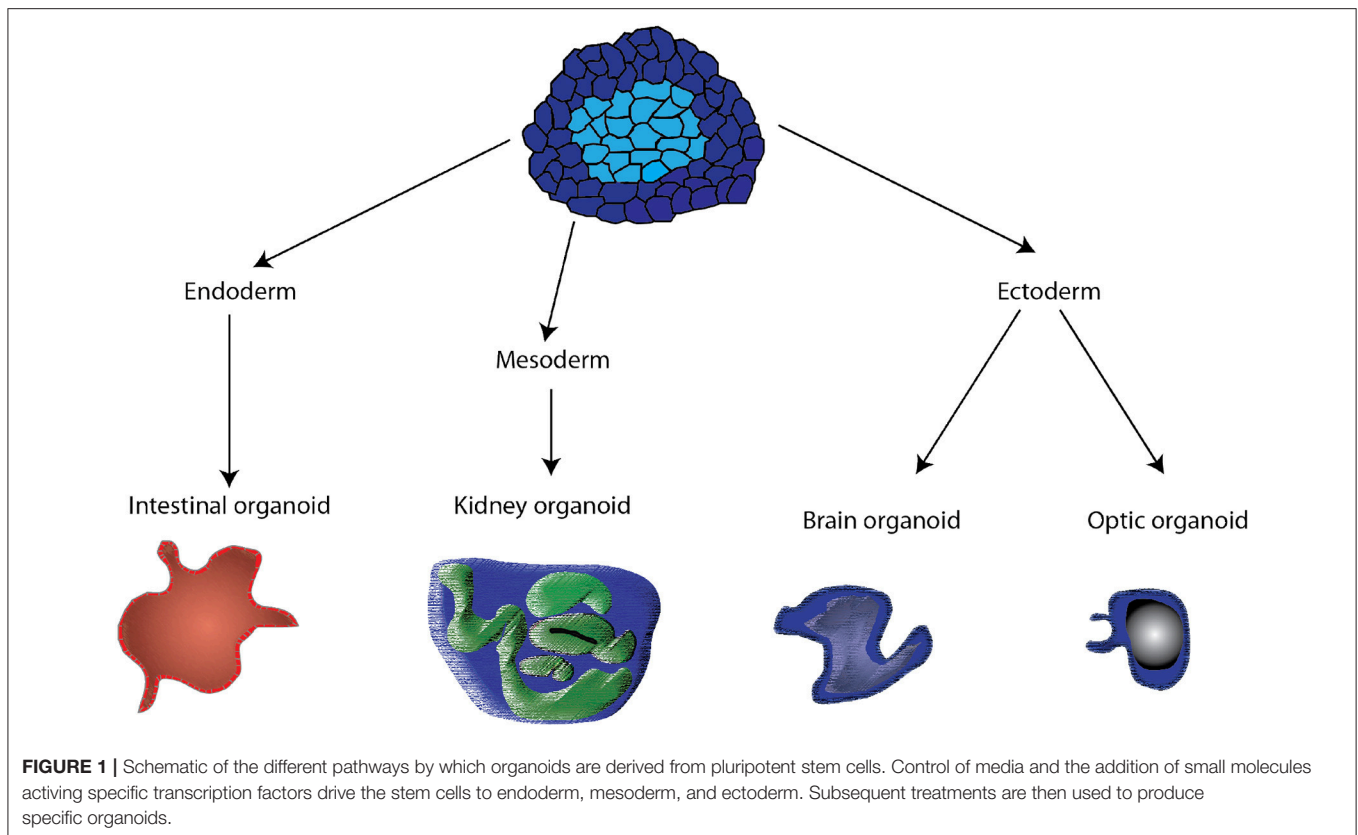 Endoderm
Ectoderm
Mesoderm
Intestinal organoid
Kidney organoid
Brain organoid
Optic organoid
FIGURE 1 | Schematic of the different pathways by which organoids are derived from pluripotent stem cells. Control of media and the addition of small molecules
activing specific transcription factors drive the stem cells to endoderm, mesoderm, and ectoderm. Subsequent treatments are then used to produce
specific organoids.